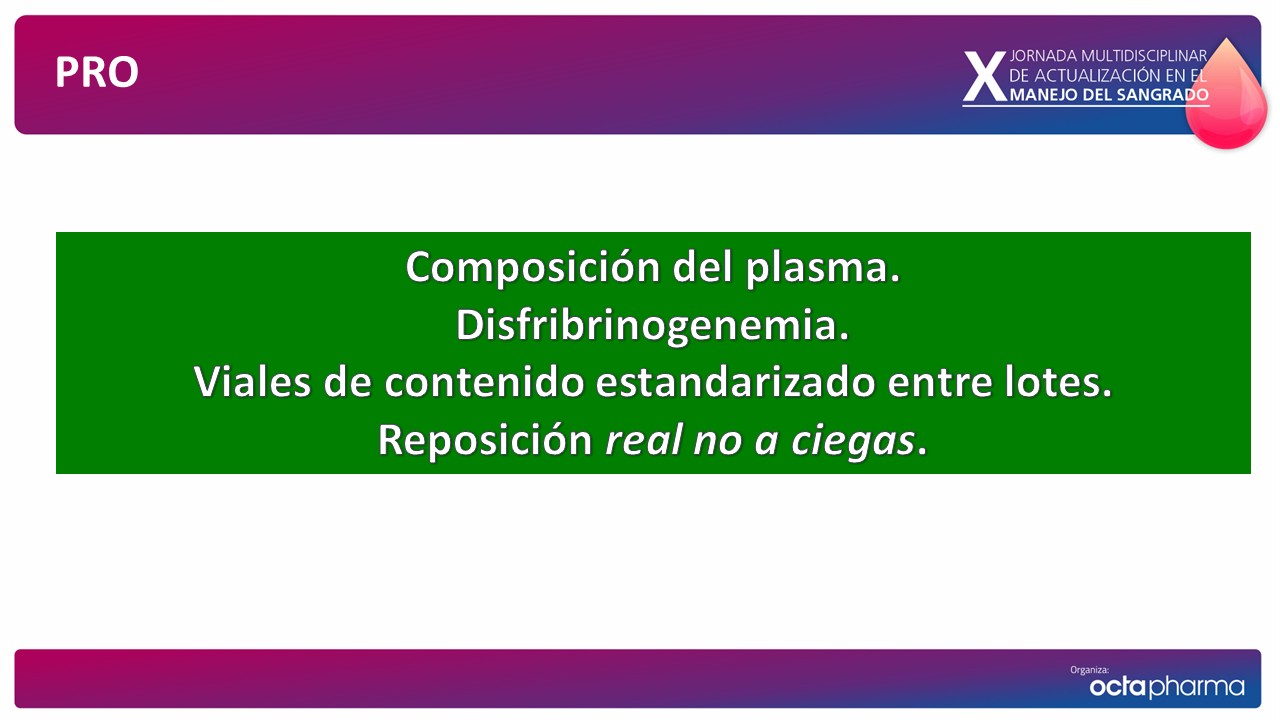 PRO
X JORNADA MULTIDISCIPLINAR
DE ACTUALIZACIÓN EN EL
MANEJO DEL SANGRADO
Composición del plasma.
Disfribrinogenemia.
Viales de contenido estandarizado entre lotes.
Reposición real no a ciegas.
Organiza:
octapharma